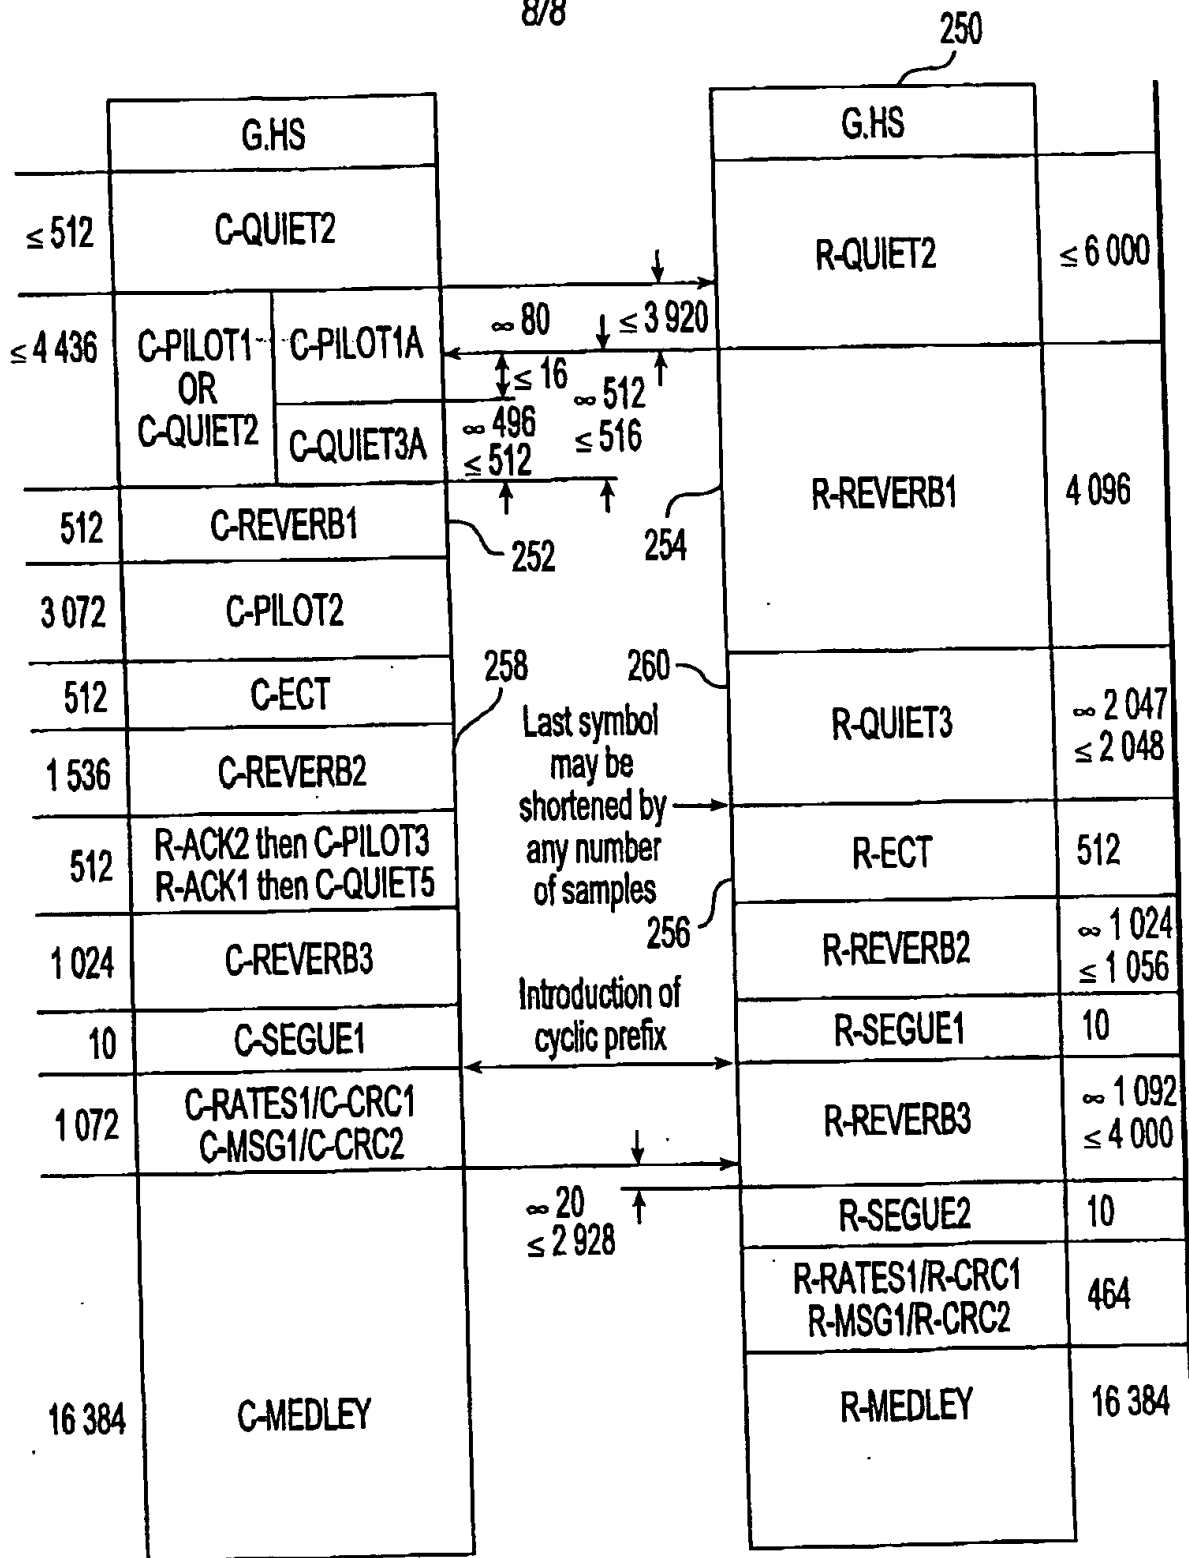 8/8
250
G.HS
≤ 512
C-QUIET2
≤ 4 436
C-PILOT1
OR
C-QUIET2
C-PILOT1A
C-QUIET3A
512
C-REVERB1
3 072
C-PILOT2
512
C-ECT
1 536
C-REVERB2
512
R-ACK2 then C-PILOT3
R-ACK1 then C-QUIET5
1 024
C-REVERB3
10
C-SEGUE1
1 072
C-RATES1/C-CRC1
C-MSG1/C-CRC2
16 384
C-MEDLEY
∞ 80
≤ 3 920
≤ 16
∞ 512
≤ 516
∞ 496
≤ 512
252
254
258
260
Last symbol
may be
shortened by
any number
of samples
256
Introduction of
cyclic prefix
∞ 20
≤ 2 928
G.HS
R-QUIET2
≤ 6 000
R-REVERB1
4 096
R-QUIET3
∞ 2 047
≤ 2 048
R-ECT
512
R-REVERB2
∞ 1 024
≤ 1 056
R-SEGUE1
10
R-REVERB3
∞ 1 092
≤ 4 000
R-SEGUE2
10
R-RATES1/R-CRC1
R-MSG1/R-CRC2
464
R-MEDLEY
16 384